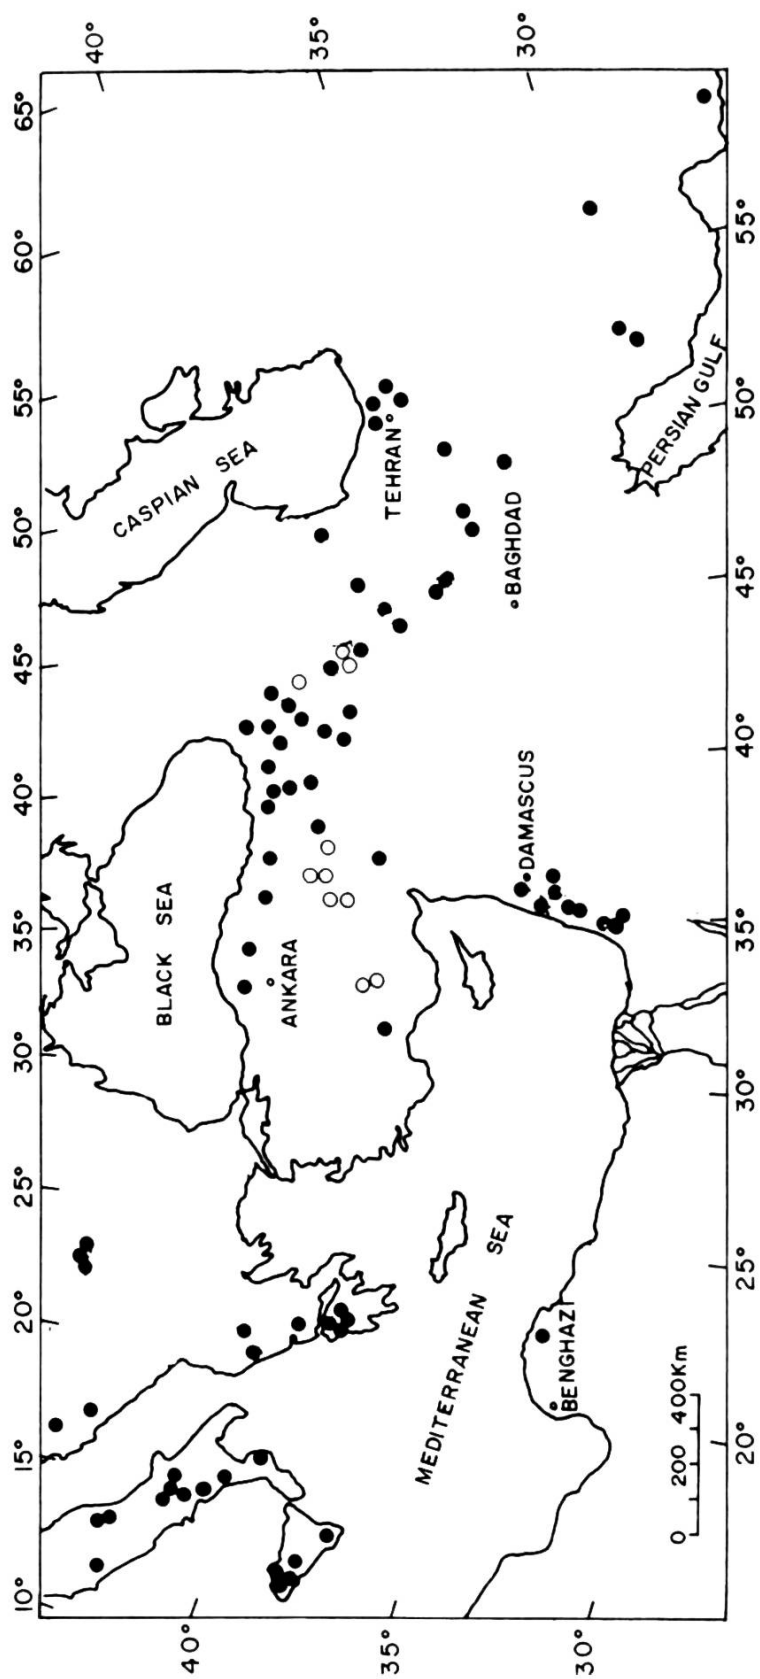 10° 15° 20° 25° 30° 35° 40° 45° 50° 55° 60° 65°
40°
40°
BLACK SEA
CASPIAN SEA
ANKARA
TEHRAN
35°
35°
MEDITERRANEAN SEA
DAMASCUS
BAGHDAD
30°
30°
BENGHAZI
PERSIAN GULF
0 200 400Km
20° 25° 30° 35° 40° 45° 50° 55°